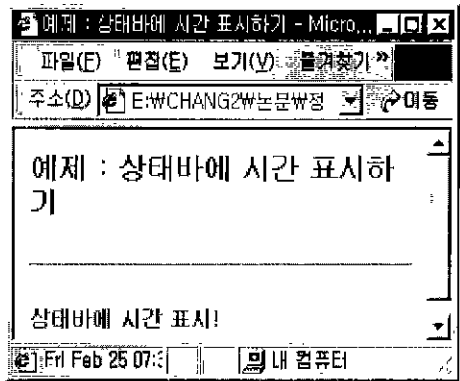 예제 : 상태바에 시간 표시하기 - Micro...
파일(F) 편집(E) 보기(V) 즐겨찾기 »
주소(D) E:₩CHANG2₩논문₩정 이동
예제 : 상태바에 시간 표시하
기
상태바에 시간 표시!
Fri Feb 25 07:3 내 컴퓨터